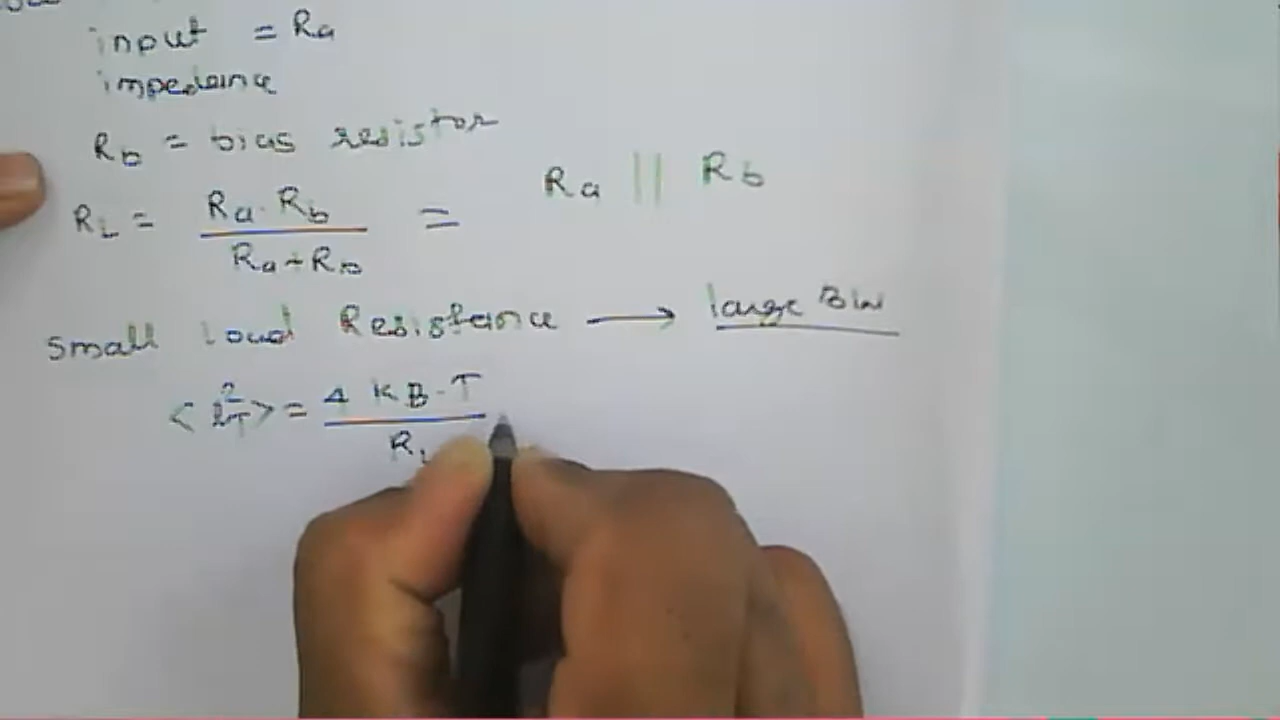 input = Ra
impedance
Rb = bias resistor
RL = Ra · Rb / Ra + Rb = Ra || Rb
small load Resistance → large BW
< i²T > = 4 KB · T / RL